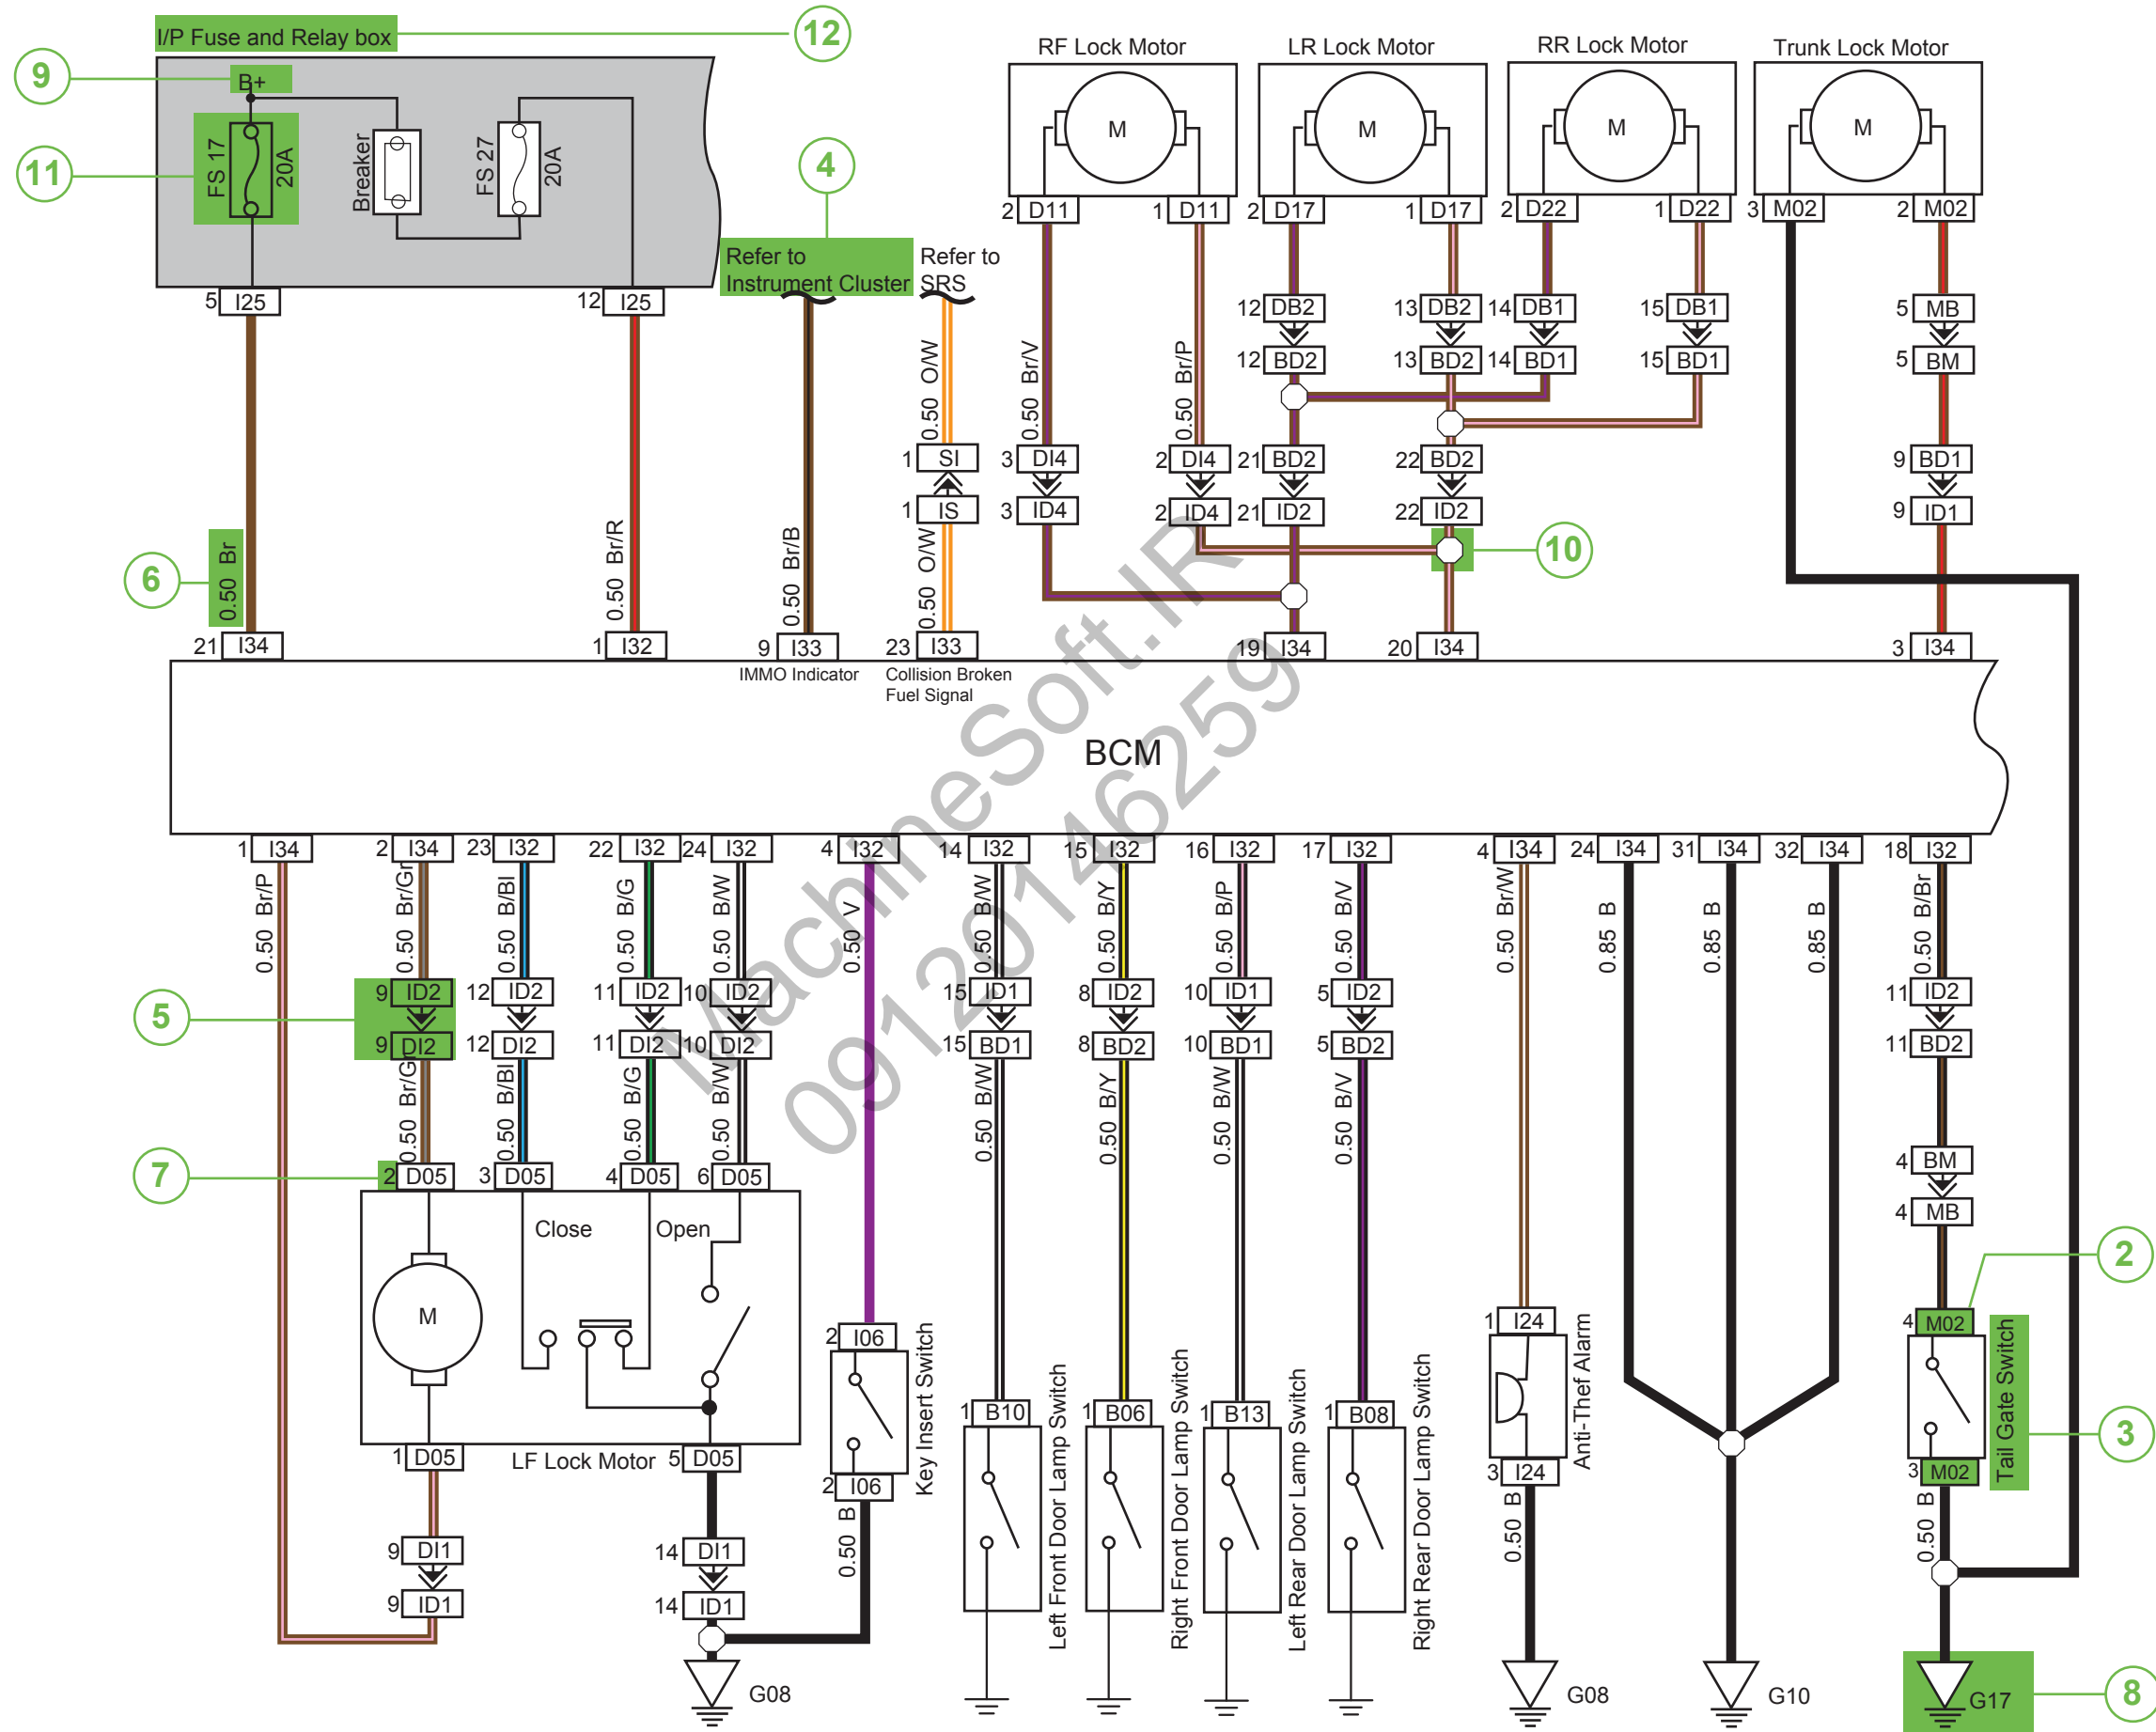 I/P Fuse and Relay box
12
RF Lock Motor
LR Lock Motor
RR Lock Motor
Trunk Lock Motor
9
B+
M
M
M
M
11
FS 17
20A
Breaker
FS 27
20A
4
2 D11
1 D11
2 D17
1 D17
2 D22
1 D22
3 M02
2 M02
Refer to
Instrument Cluster
Refer to
SRS
5 I25
12 I25
12 DB2
13 DB2
14 DB1
15 DB1
5 MB
12 BD2
13 BD2
14 BD1
15 BD1
5 BM
0.50 O/W
0.50 Br/V
0.50 Br/P
1 SI
3 DI4
2 DI4
21 BD2
22 BD2
9 BD1
1 IS
3 ID4
2 ID4
21 ID2
22 ID2
9 ID1
10
6
0.50 Br
0.50 Br/R
0.50 Br/B
0.50 O/W
21 I34
1 I32
9 I33
23 I33
19 I34
20 I34
3 I34
IMMO Indicator
Collision Broken
Fuel Signal
BCM
MachineSoft.IR
09120146259
1 I34
2 I34
23 I32
22 I32
24 I32
4 I32
14 I32
15 I32
16 I32
17 I32
4 I34
24 I34
31 I34
32 I34
18 I32
0.50 Br/P
0.50 Br/Gr
0.50 B/Bl
0.50 B/G
0.50 B/W
0.50 V
0.50 B/W
0.50 B/Y
0.50 B/P
0.50 B/V
0.50 Br/W
0.85 B
0.85 B
0.85 B
0.50 B/Br
5
9 ID2
12 ID2
11 ID2
10 ID2
15 ID1
8 ID2
10 ID1
5 ID2
11 ID2
9 DI2
12 DI2
11 DI2
10 DI2
15 BD1
8 BD2
10 BD1
5 BD2
11 BD2
0.50 Br/Gr
0.50 B/Bl
0.50 B/G
0.50 B/W
0.50 B/W
0.50 B/Y
0.50 B/W
0.50 B/V
4 BM
4 MB
7
2 D05
3 D05
4 D05
6 D05
Close
Open
M
2
2 I06
1 I24
4 M02
Key Insert Switch
1 B10
1 B06
1 B13
1 B08
Left Front Door Lamp Switch
Right Front Door Lamp Switch
Left Rear Door Lamp Switch
Right Rear Door Lamp Switch
Anti-Thef Alarm
Tail Gate Switch
3
1 D05
LF Lock Motor
5 D05
2 I06
3 I24
3 M02
0.50 B
0.50 B
0.50 B
9 DI1
14 DI1
9 ID1
14 ID1
G08
G08
G10
G17
8